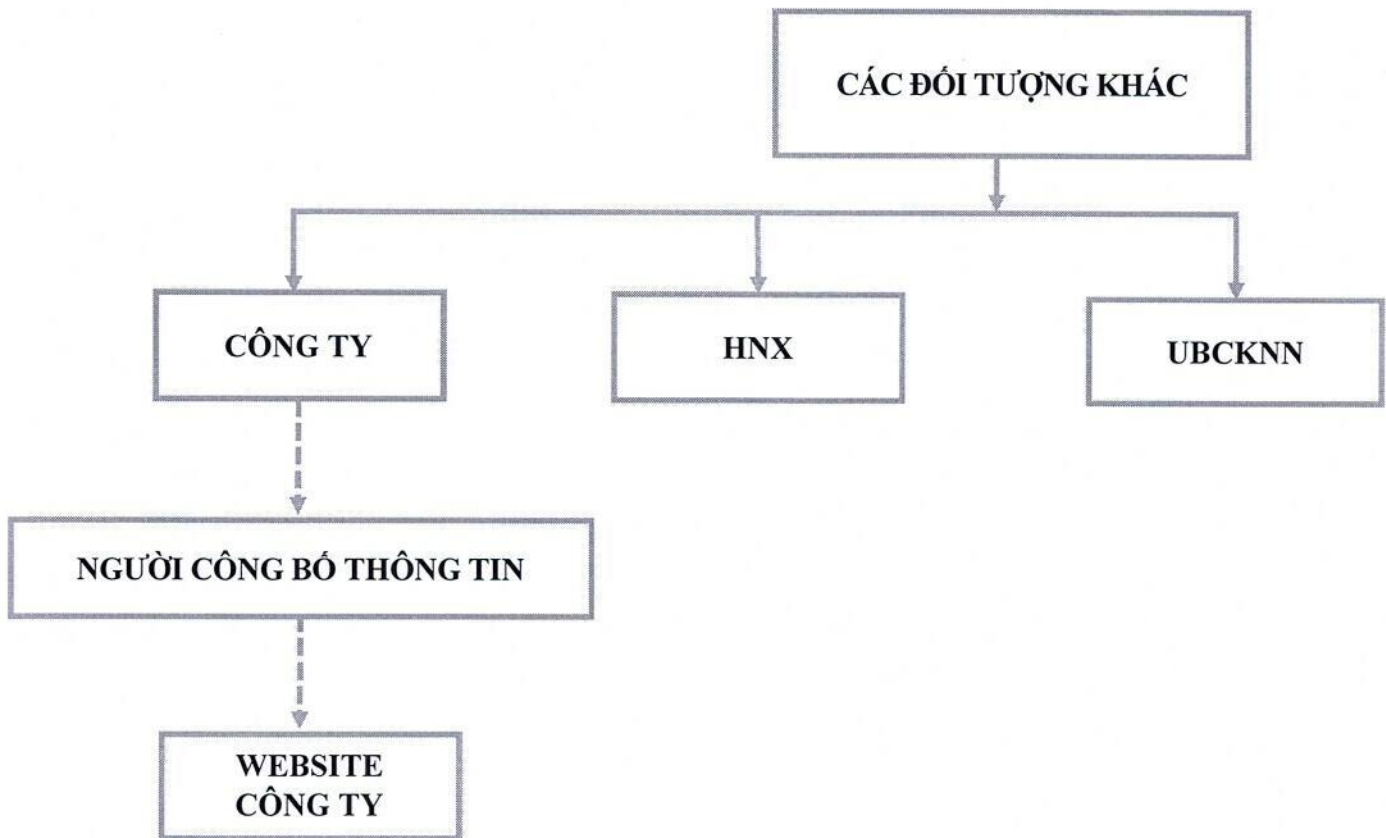 CÁC ĐỐI TƯỢNG KHÁC
CÔNG TY
HNX
UBCKNN
NGƯỜI CÔNG BỐ THÔNG TIN
WEBSITE
CÔNG TY